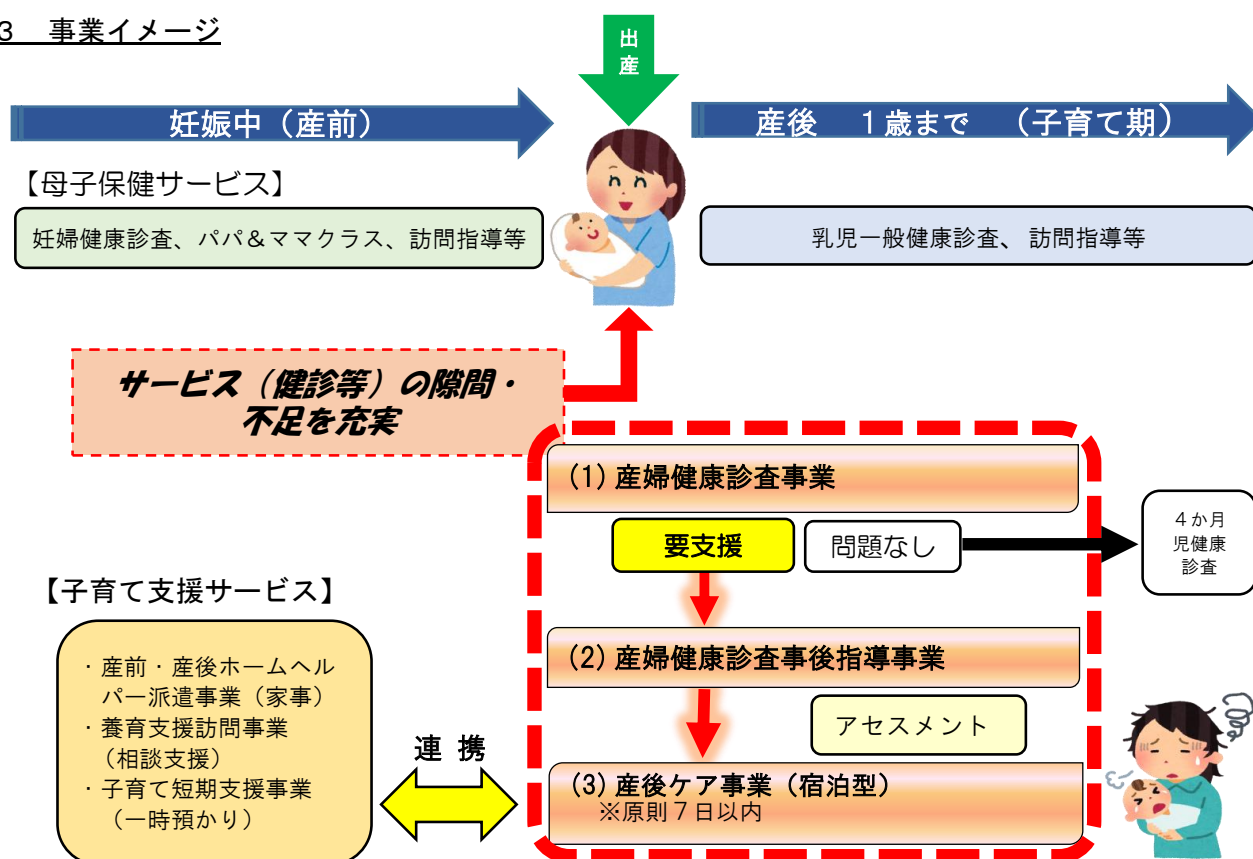 3　事業イメージ
出
産
妊娠中（産前）
産後　１歳まで　（子育て期）
【母子保健サービス】
妊婦健康診査、パパ＆ママクラス、訪問指導等
乳児一般健康診査、訪問指導等
サービス（健診等）の隙間・
不足を充実
(1) 産婦健康診査事業
要支援
問題なし
４か月
児健康
診査
【子育て支援サービス】
(2) 産婦健康診査事後指導事業
・産前・産後ホームヘル
パー派遣事業（家事）
・養育支援訪問事業
（相談支援）
・子育て短期支援事業
（一時預かり）
アセスメント
連 携
(3) 産後ケア事業（宿泊型）
※原則７日以内